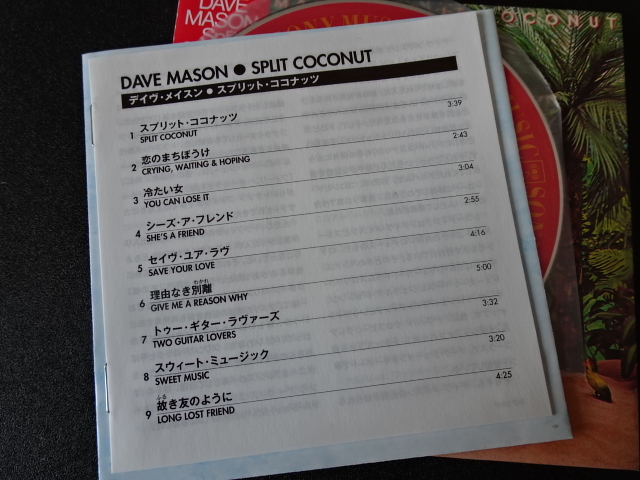 DAVE
MASON
COCONUT
DAVE MASON ● SPLIT COCONUT
デイヴ・メイスン ● スプリット・ココナッツ
1 スプリット・ココナッツ 3:39
SPLIT COCONUT
2 恋のまちぼうけ 2:43
CRYING, WAITING & HOPING
3 冷たい女 3:04
YOU CAN LOSE IT
4 シーズ・ア・フレンド 2:55
SHE'S A FRIEND
5 セイヴ・ユア・ラヴ 4:16
SAVE YOUR LOVE
わかれ
6 理由なき別離 5:00
GIVE ME A REASON WHY
7 トゥー・ギター・ラヴァーズ 3:32
TWO GUITAR LOVERS
8 スウィート・ミュージック 3:20
SWEET MUSIC
ふる
9 故き友のように 4:25
LONG LOST FRIEND